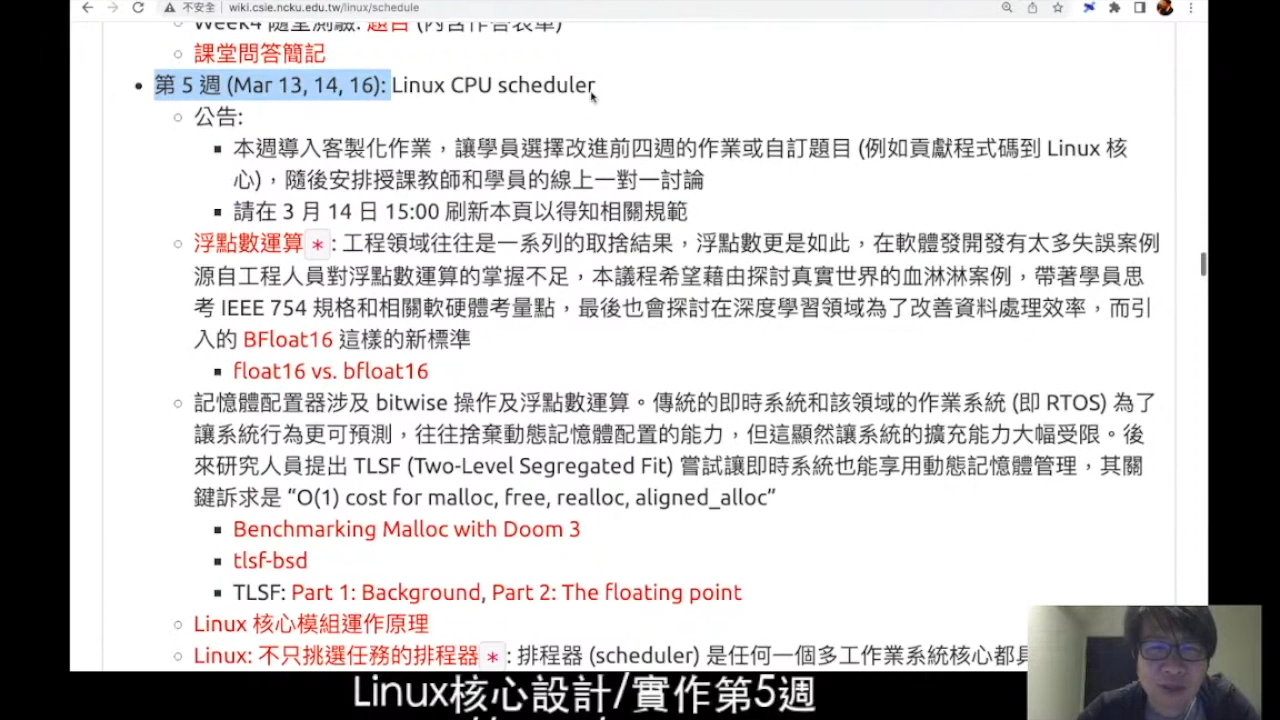 不安全 | wiki.csie.ncku.edu.tw/linux/schedule
Week4 隨堂測驗: 題目 (內含作答表單)
課堂問答簡記
第 5 週 (Mar 13, 14, 16): Linux CPU scheduler
公告:
本週導入客製化作業，讓學員選擇改進前四週的作業或自訂題目 (例如貢獻程式碼到 Linux 核
心)，隨後安排授課教師和學員的線上一對一討論
請在 3 月 14 日 15:00 刷新本頁以得知相關規範
浮點數運算 *: 工程領域往往是一系列的取捨結果，浮點數更是如此，在軟體發開發有太多失誤案例
源自工程人員對浮點數運算的掌握不足，本議程希望藉由探討真實世界的血淋淋案例，帶著學員思
考 IEEE 754 規格和相關軟硬體考量點，最後也會探討在深度學習領域為了改善資料處理效率，而引
入的 BFloat16 這樣的新標準
float16 vs. bfloat16
記憶體配置器涉及 bitwise 操作及浮點數運算。傳統的即時系統和該領域的作業系統 (即 RTOS) 為了
讓系統行為更可預測，往往捨棄動態記憶體配置的能力，但這顯然讓系統的擴充能力大幅受限。後
來研究人員提出 TLSF (Two-Level Segregated Fit) 嘗試讓即時系統也能享用動態記憶體管理，其關
鍵訴求是 “O(1) cost for malloc, free, realloc, aligned_alloc”
Benchmarking Malloc with Doom 3
tlsf-bsd
TLSF: Part 1: Background, Part 2: The floating point
Linux 核心模組運作原理
Linux: 不只挑選任務的排程器 *: 排程器 (scheduler) 是任何一個多工作業系統核心都具
Linux核心設計/實作第5週